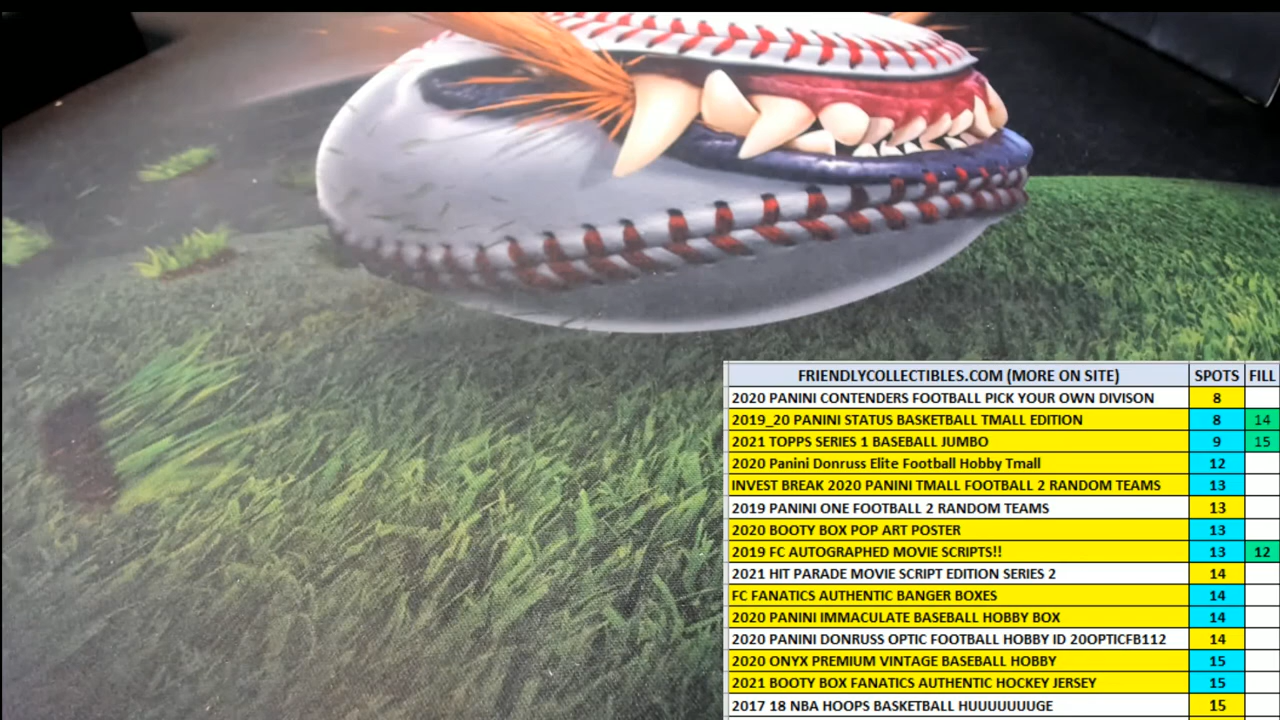 FRIENDLYCOLLECTIBLES.COM (MORE ON SITE) SPOTS FILL
2020 PANINI CONTENDERS FOOTBALL PICK YOUR OWN DIVISON 8
2019_20 PANINI STATUS BASKETBALL TMALL EDITION 8 14
2021 TOPPS SERIES 1 BASEBALL JUMBO 9 15
2020 Panini Donruss Elite Football Hobby Tmall 12
INVEST BREAK 2020 PANINI TMALL FOOTBALL 2 RANDOM TEAMS 13
2019 PANINI ONE FOOTBALL 2 RANDOM TEAMS 13
2020 BOOTY BOX POP ART POSTER 13
2019 FC AUTOGRAPHED MOVIE SCRIPTS!! 13 12
2021 HIT PARADE MOVIE SCRIPT EDITION SERIES 2 14
FC FANATICS AUTHENTIC BANGER BOXES 14
2020 PANINI IMMACULATE BASEBALL HOBBY BOX 14
2020 PANINI DONRUSS OPTIC FOOTBALL HOBBY ID 20OPTICFB112 14
2020 ONYX PREMIUM VINTAGE BASEBALL HOBBY 15
2021 BOOTY BOX FANATICS AUTHENTIC HOCKEY JERSEY 15
2017 18 NBA HOOPS BASKETBALL HUUUUUUUGE 15